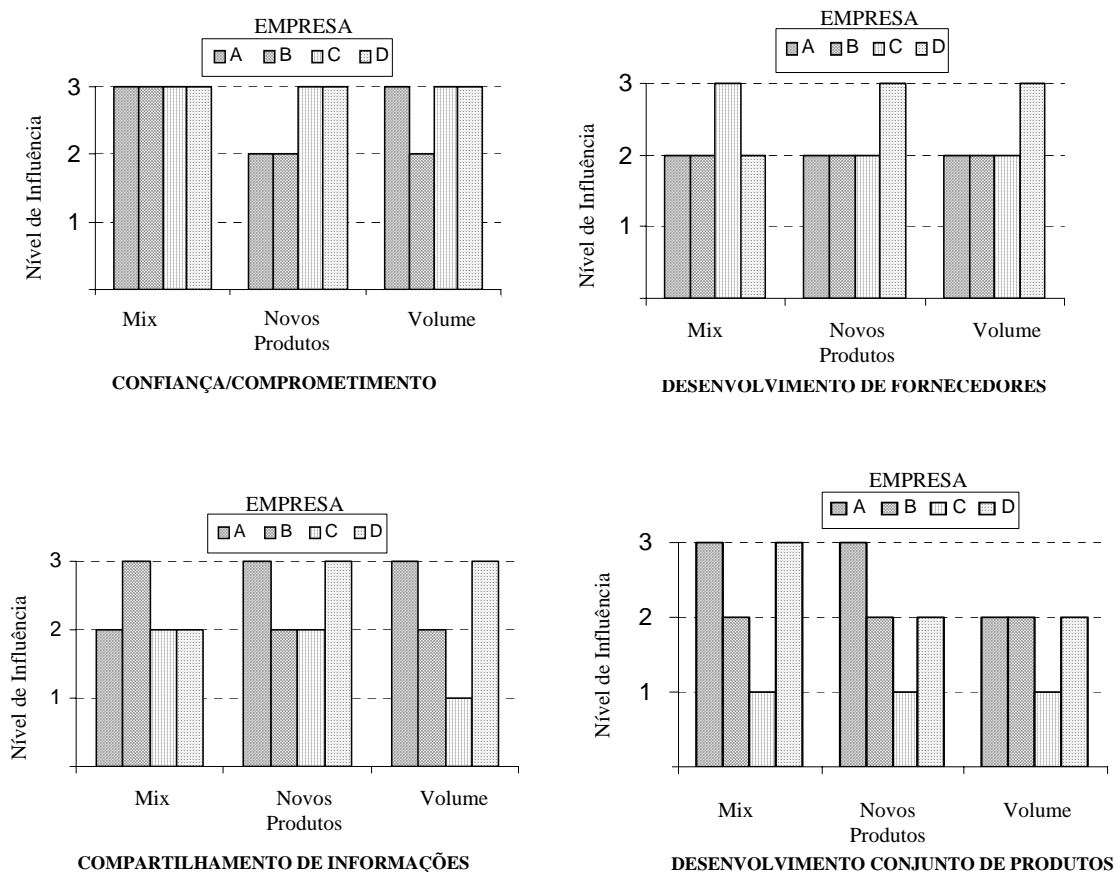 EMPRESA
A B C D
3
2
1
Nível de Influência
Mix
Novos
Produtos
Volume
CONFIANÇA/COMPROMETIMENTO
EMPRESA
A B C D
3
2
1
Nível de Influência
Mix
Novos
Produtos
Volume
DESENVOLVIMENTO DE FORNECEDORES
EMPRESA
A B C D
3
2
1
Nível de Influência
Mix
Novos
Produtos
Volume
COMPARTILHAMENTO DE INFORMAÇÕES
EMPRESA
A B C D
3
2
1
Nível de Influência
Mix
Novos
Produtos
Volume
DESENVOLVIMENTO CONJUNTO DE PRODUTOS